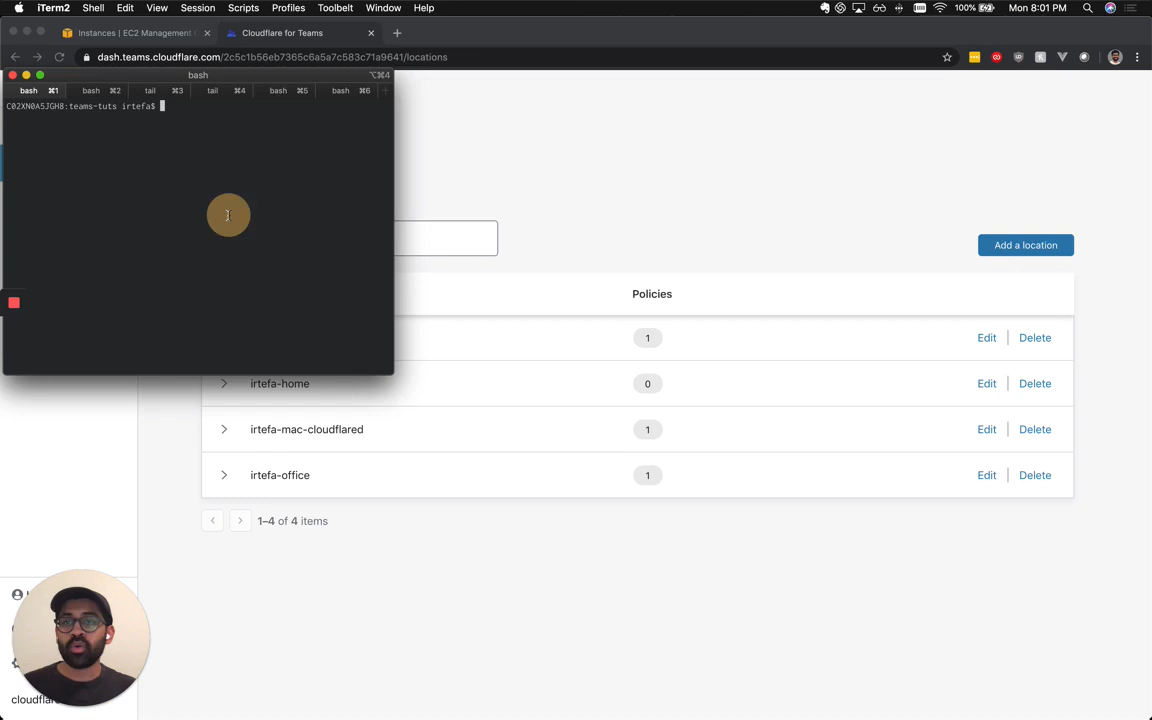 iTerm2 Shell Edit View Session Scripts Profiles Toolbelt Window Help 100% Mon 8:01 PM
Instances | EC2 Management
Cloudflare for Teams
dash.teams.cloudflare.com/2c5c1b56eb7365c6a5a7c583c71a9641/locations
bash ⌥⌘4
bash ⌘1 bash ⌘2 tail ⌘3 tail ⌘4 bash ⌘5 bash ⌘6
C02XN0A5JGH8:teams-tuts irtefa$
Add a location
Policies
1 Edit Delete
irtefa-home 0 Edit Delete
irtefa-mac-cloudflared 1 Edit Delete
irtefa-office 1 Edit Delete
1–4 of 4 items